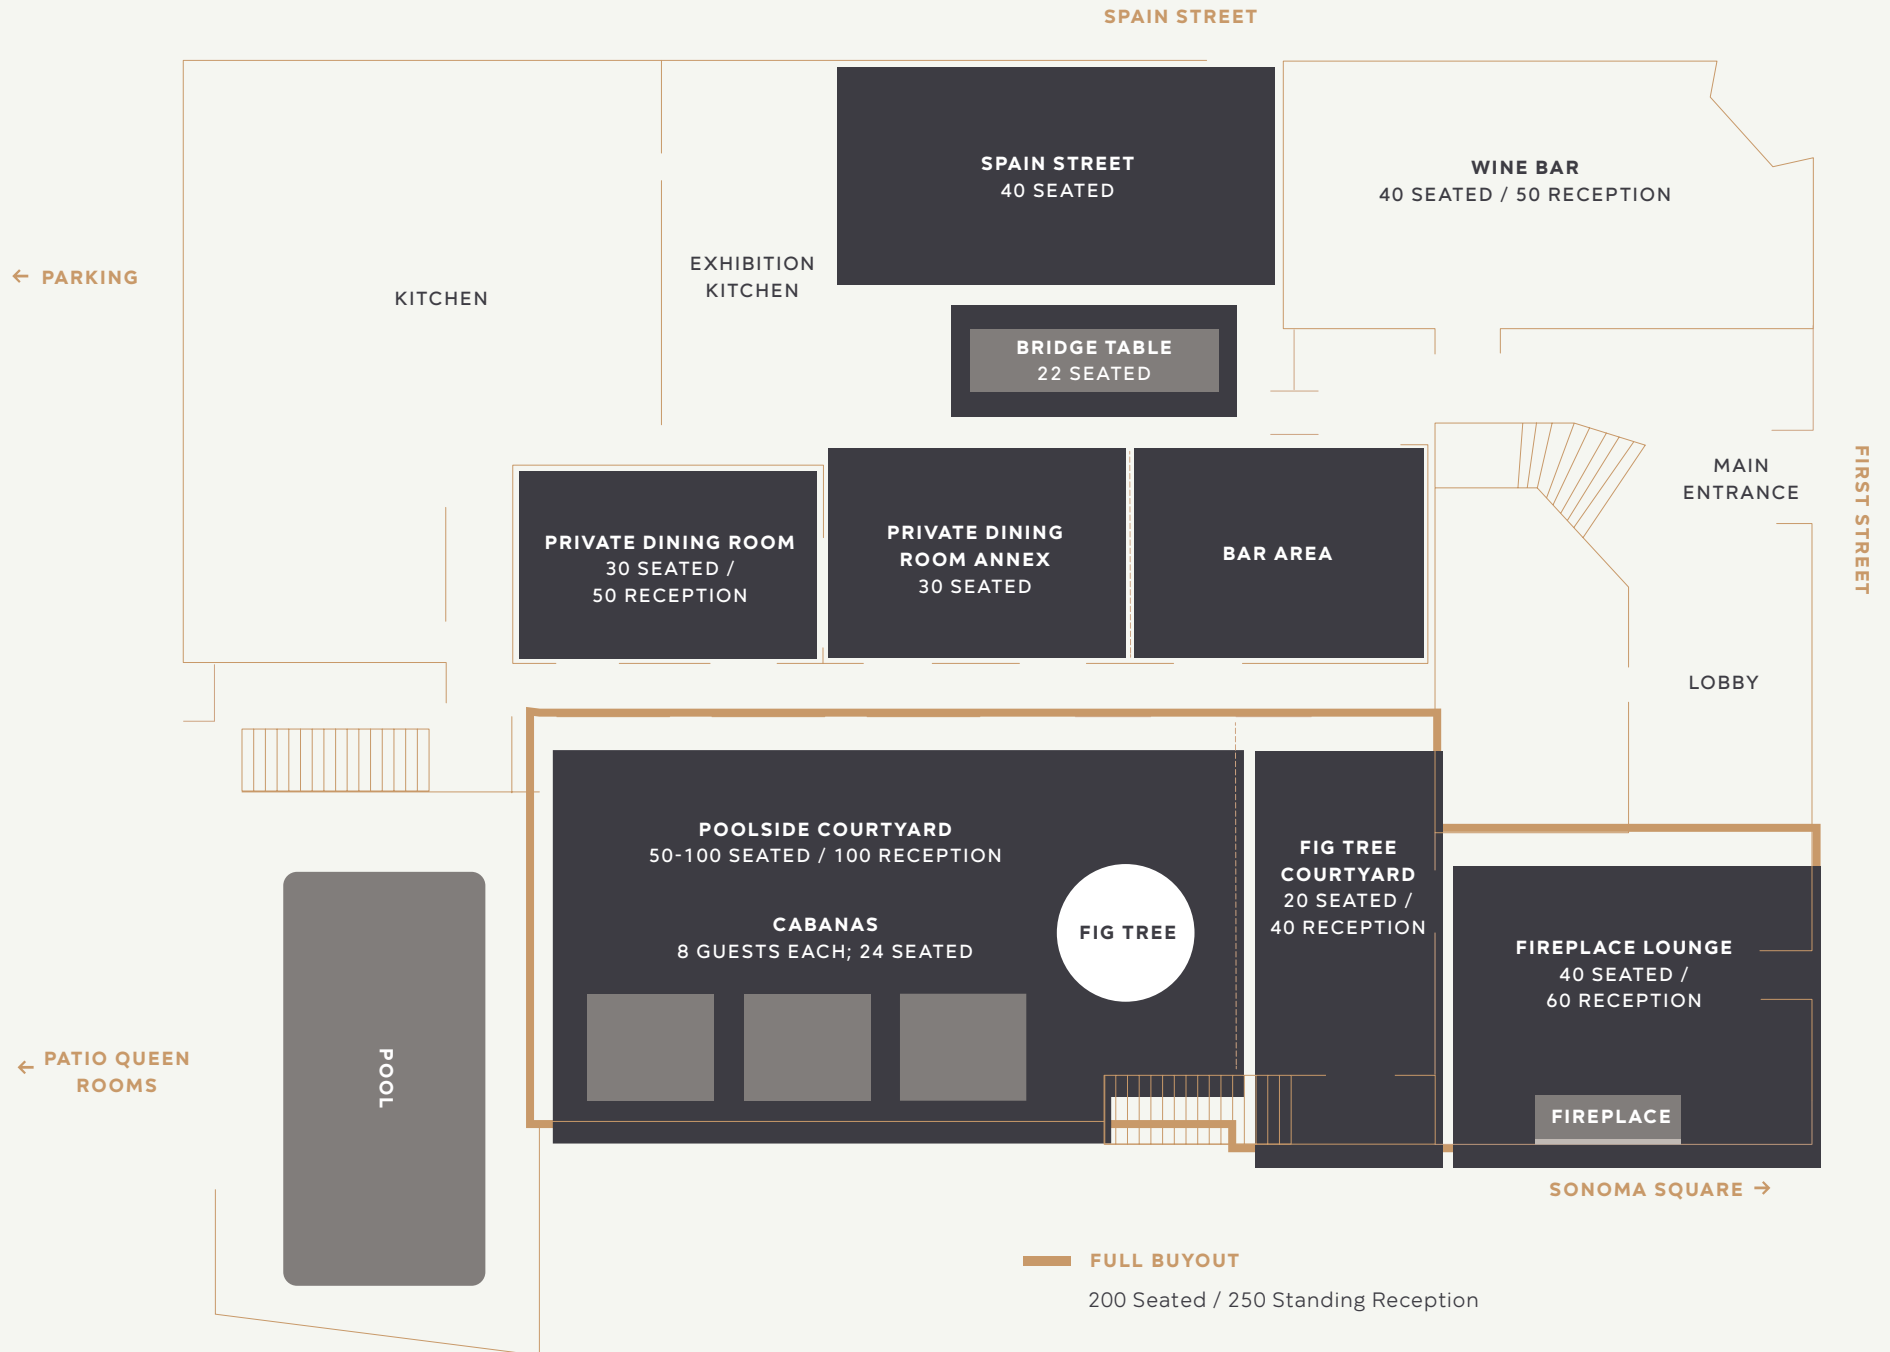 SPAIN STREET
SPAIN STREET
40 SEATED
WINE BAR
40 SEATED / 50 RECEPTION
← PARKING
KITCHEN
EXHIBITION
KITCHEN
BRIDGE TABLE
22 SEATED
MAIN
ENTRANCE
FIRST STREET
PRIVATE DINING ROOM
30 SEATED /
50 RECEPTION
PRIVATE DINING
ROOM ANNEX
30 SEATED
BAR AREA
LOBBY
POOLSIDE COURTYARD
50-100 SEATED / 100 RECEPTION
CABANAS
8 GUESTS EACH; 24 SEATED
FIG TREE
FIG TREE
COURTYARD
20 SEATED /
40 RECEPTION
FIREPLACE LOUNGE
40 SEATED /
60 RECEPTION
FIREPLACE
← PATIO QUEEN
ROOMS
POOL
SONOMA SQUARE →
FULL BUYOUT
200 Seated / 250 Standing Reception